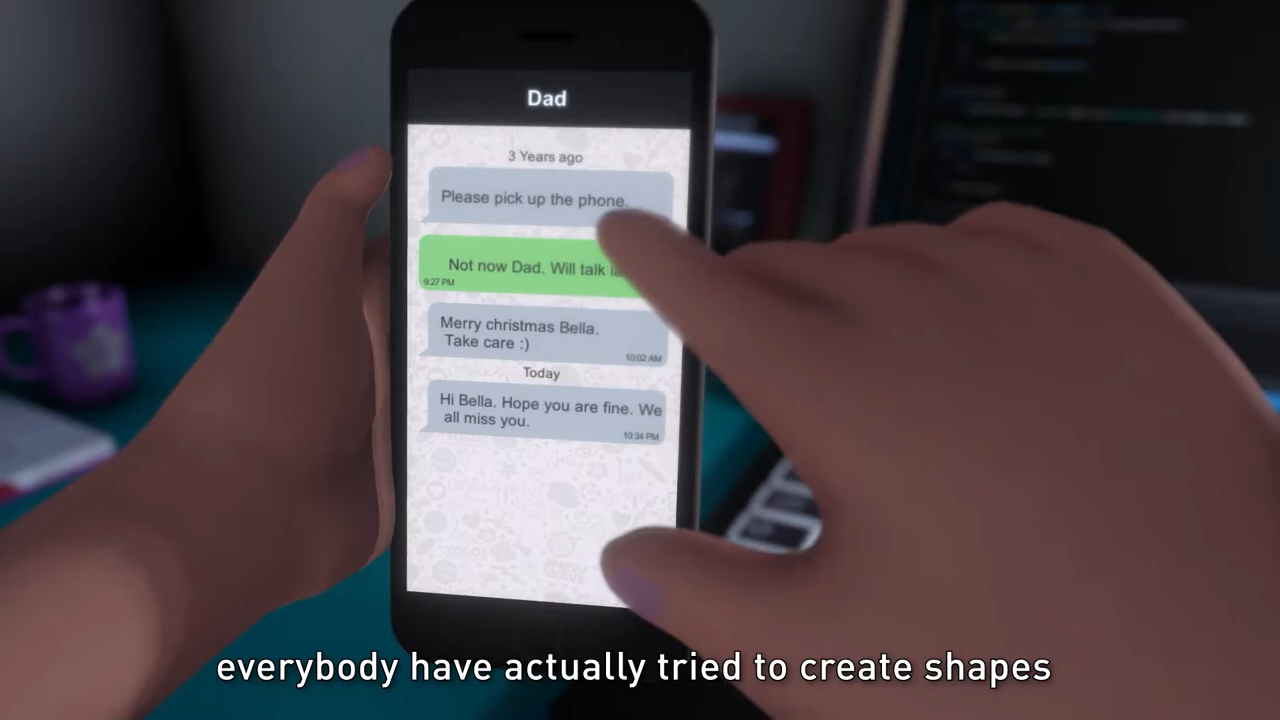 Dad
3 Years ago
Please pick up the phone.
Not now Dad. Will talk
9:27 PM
Merry christmas Bella.
Take care :)
10:02 AM
Today
Hi Bella. Hope you are fine. We
all miss you.
10:34 PM
everybody have actually tried to create shapes